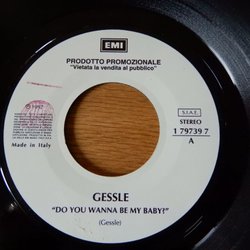 EMI
PRODOTTO PROMOZIONALE
"Vietata la vendita al pubblico"
℗ 1997
Made in Italy
S.I.A.E.
STEREO
1 79739 7
A
GESSLE
"DO YOU WANNA BE MY BABY?"
(Gessle)